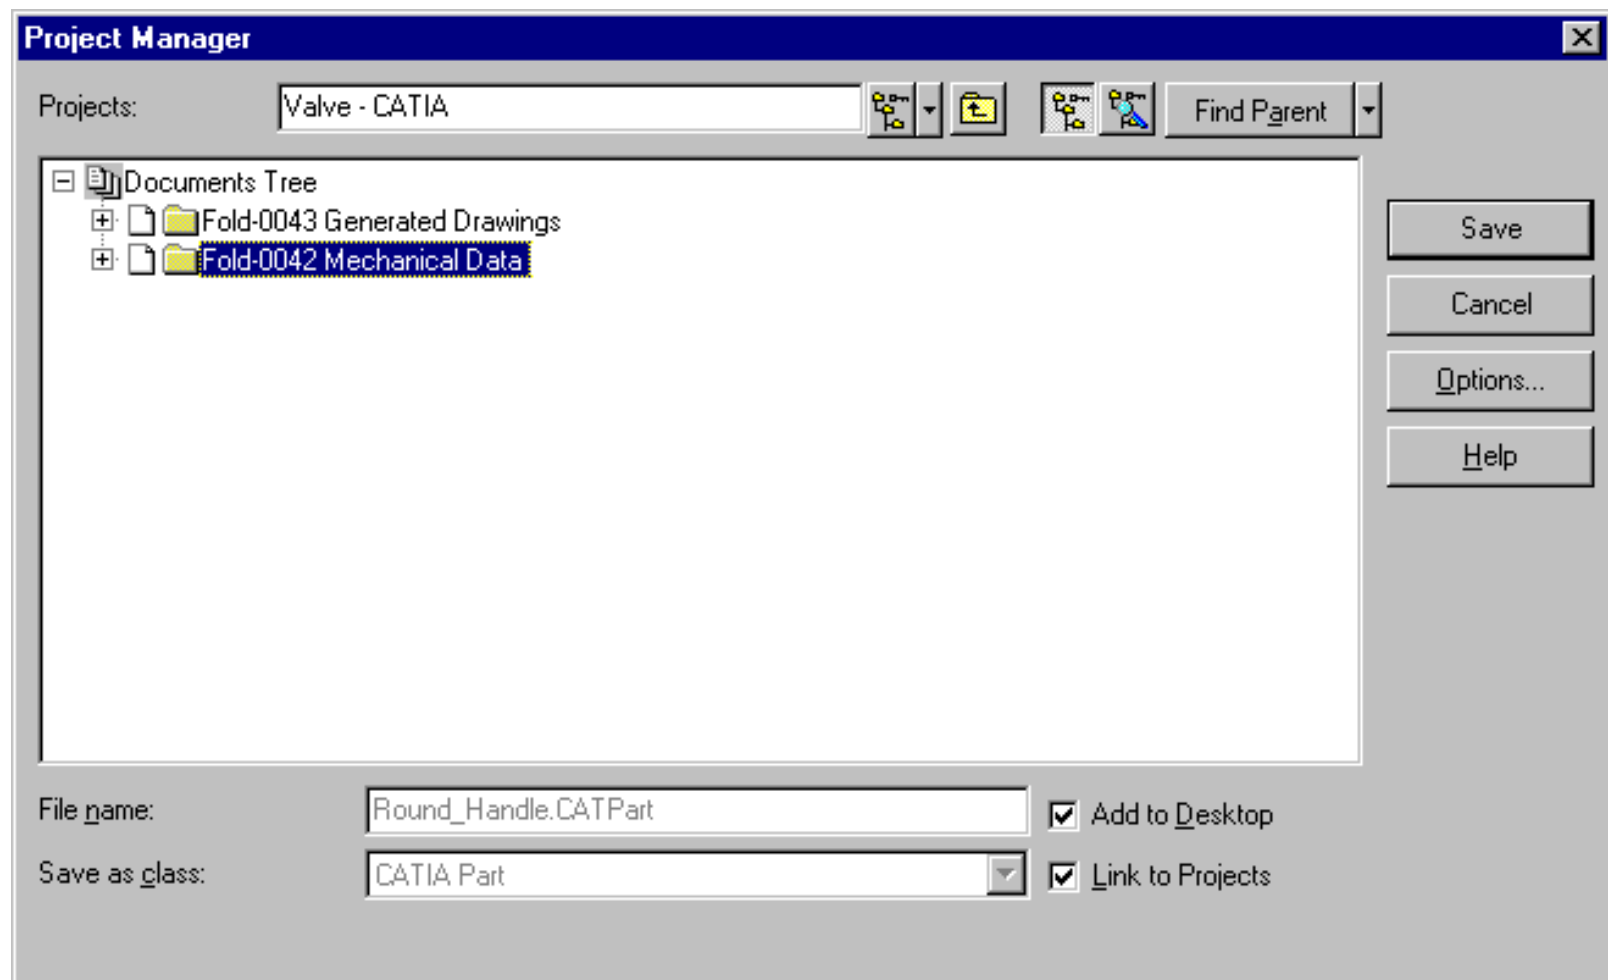 Project Manager
Projects: Valve - CATIA Find Parent
Documents Tree
Fold-0043 Generated Drawings
Fold-0042 Mechanical Data
Save
Cancel
Options...
Help
File name: Round_Handle.CATPart Add to Desktop
Save as class: CATIA Part Link to Projects